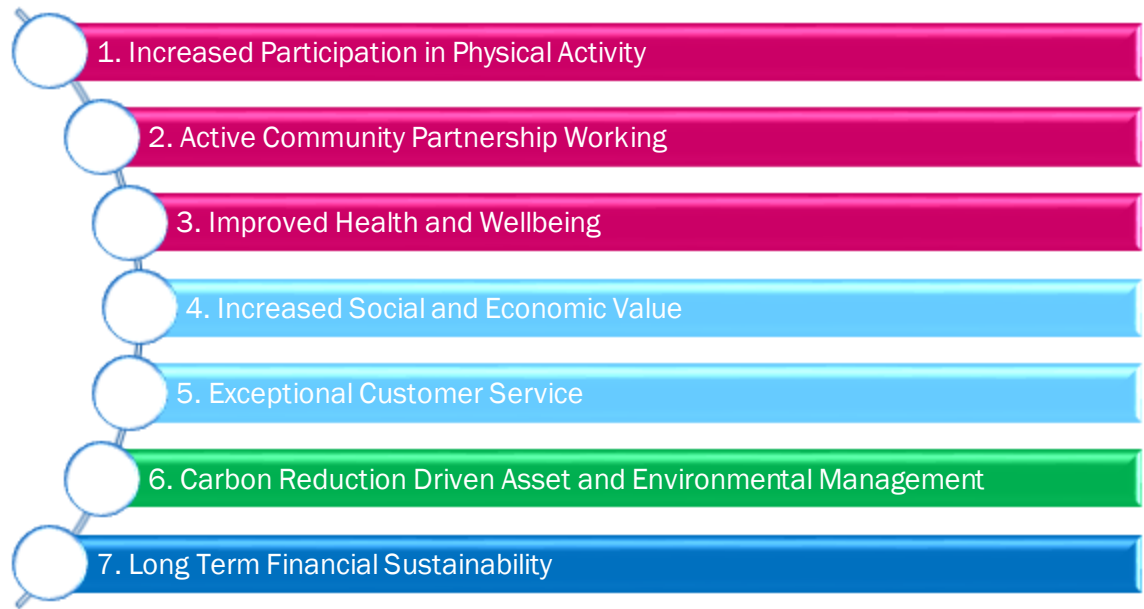 1. Increased Participation in Physical Activity
2. Active Community Partnership Working
3. Improved Health and Wellbeing
4. Increased Social and Economic Value
5. Exceptional Customer Service
6. Carbon Reduction Driven Asset and Environmental Management
7. Long Term Financial Sustainability